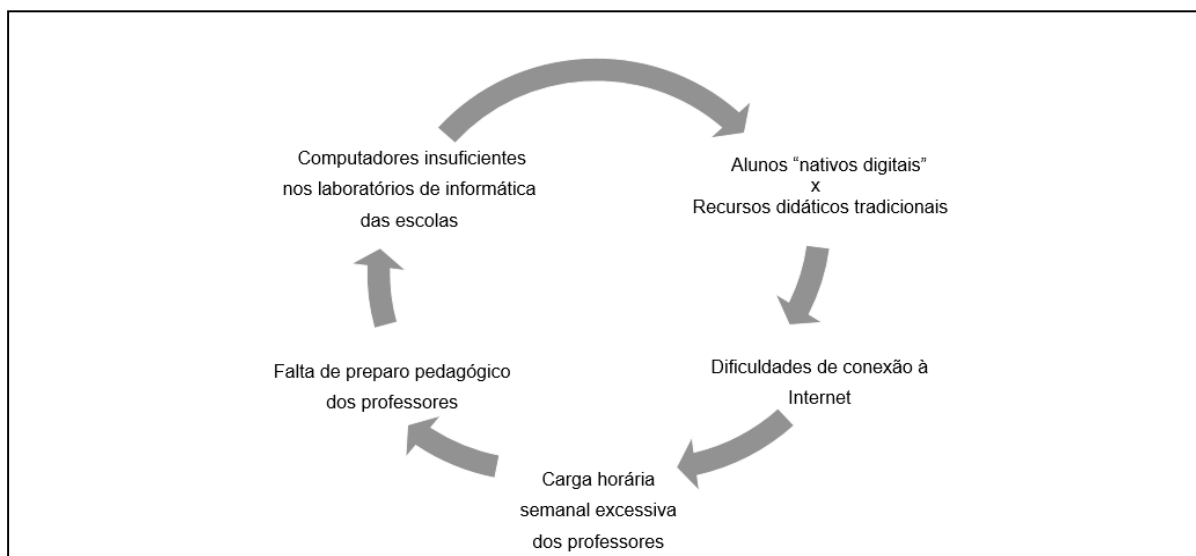 Computadores insuficientes
nos laboratórios de informática
das escolas
Alunos “nativos digitais”
x
Recursos didáticos tradicionais
Dificuldades de conexão à
Internet
Carga horária
semanal excessiva
dos professores
Falta de preparo pedagógico
dos professores